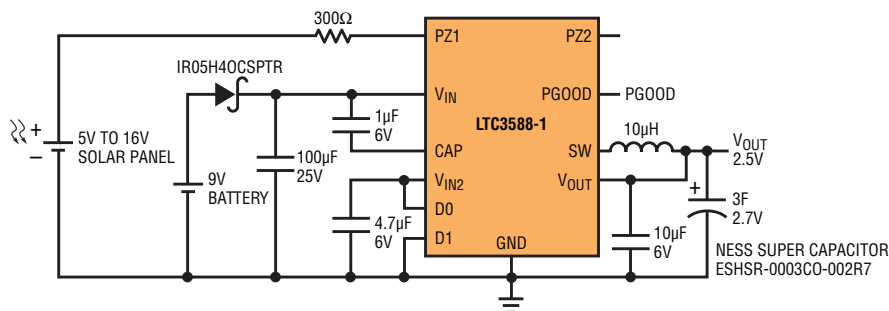 300Ω
PZ1
PZ2
IR05H4OCSPTR
VIN
PGOOD
PGOOD
LTC3588-1
1µF
6V
10µH
VOUT
2.5V
+
–
5V TO 16V
SOLAR PANEL
100µF
25V
CAP
SW
9V
BATTERY
VIN2
VOUT
+
3F
2.7V
D0
4.7µF
6V
D1
GND
10µF
6V
NESS SUPER CAPACITOR
ESHSR-0003CO-002R7